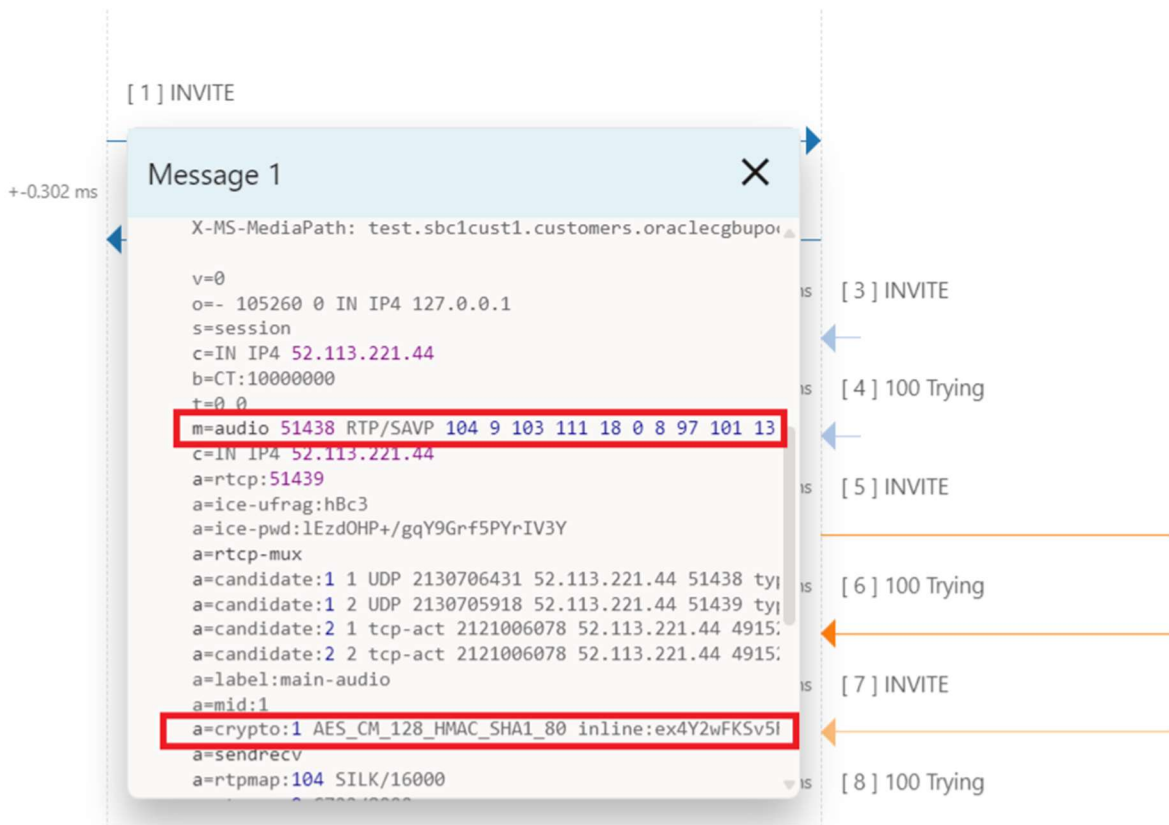 [ 1 ] INVITE
Message 1
+-0.302 ms
X-MS-MediaPath: test.sbc1cust1.customers.oraclecgbupo
v=0
o=- 105260 0 IN IP4 127.0.0.1
s=session
c=IN IP4 52.113.221.44
b=CT:10000000
t=0 0
m=audio 51438 RTP/SAVP 104 9 103 111 18 0 8 97 101 13
c=IN IP4 52.113.221.44
a=rtcp:51439
a=ice-ufrag:hBc3
a=ice-pwd:lEzdOHP+/gqY9Grf5PYrIV3Y
a=rtcp-mux
a=candidate:1 1 UDP 2130706431 52.113.221.44 51438 typ
a=candidate:1 2 UDP 2130705918 52.113.221.44 51439 typ
a=candidate:2 1 tcp-act 2121006078 52.113.221.44 49152
a=candidate:2 2 tcp-act 2121006078 52.113.221.44 49152
a=label:main-audio
a=mid:1
a=crypto:1 AES_CM_128_HMAC_SHA1_80 inline:ex4Y2wFKSv5
a=sendrecv
a=rtpmap:104 SILK/16000
[ 3 ] INVITE
[ 4 ] 100 Trying
[ 5 ] INVITE
[ 6 ] 100 Trying
[ 7 ] INVITE
[ 8 ] 100 Trying